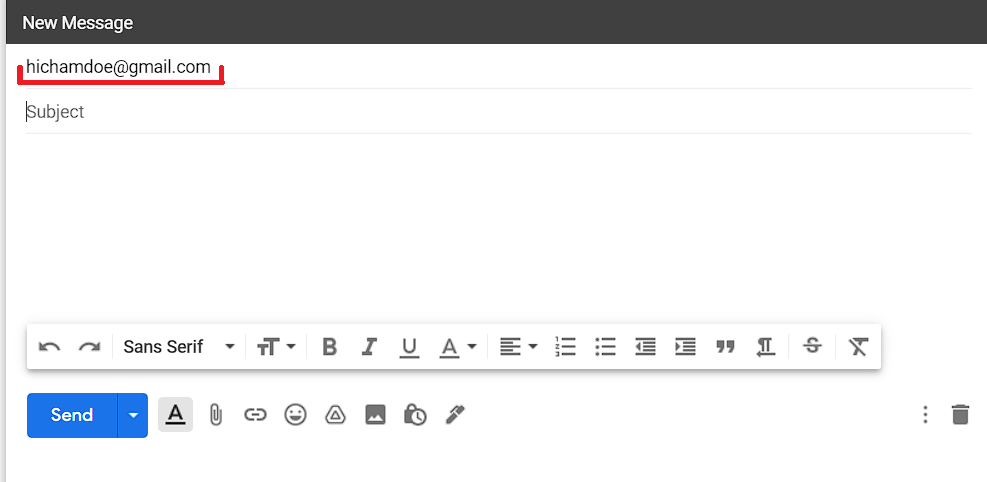 New Message
hichamdoe@gmail.com
Subject
Sans Serif
Send